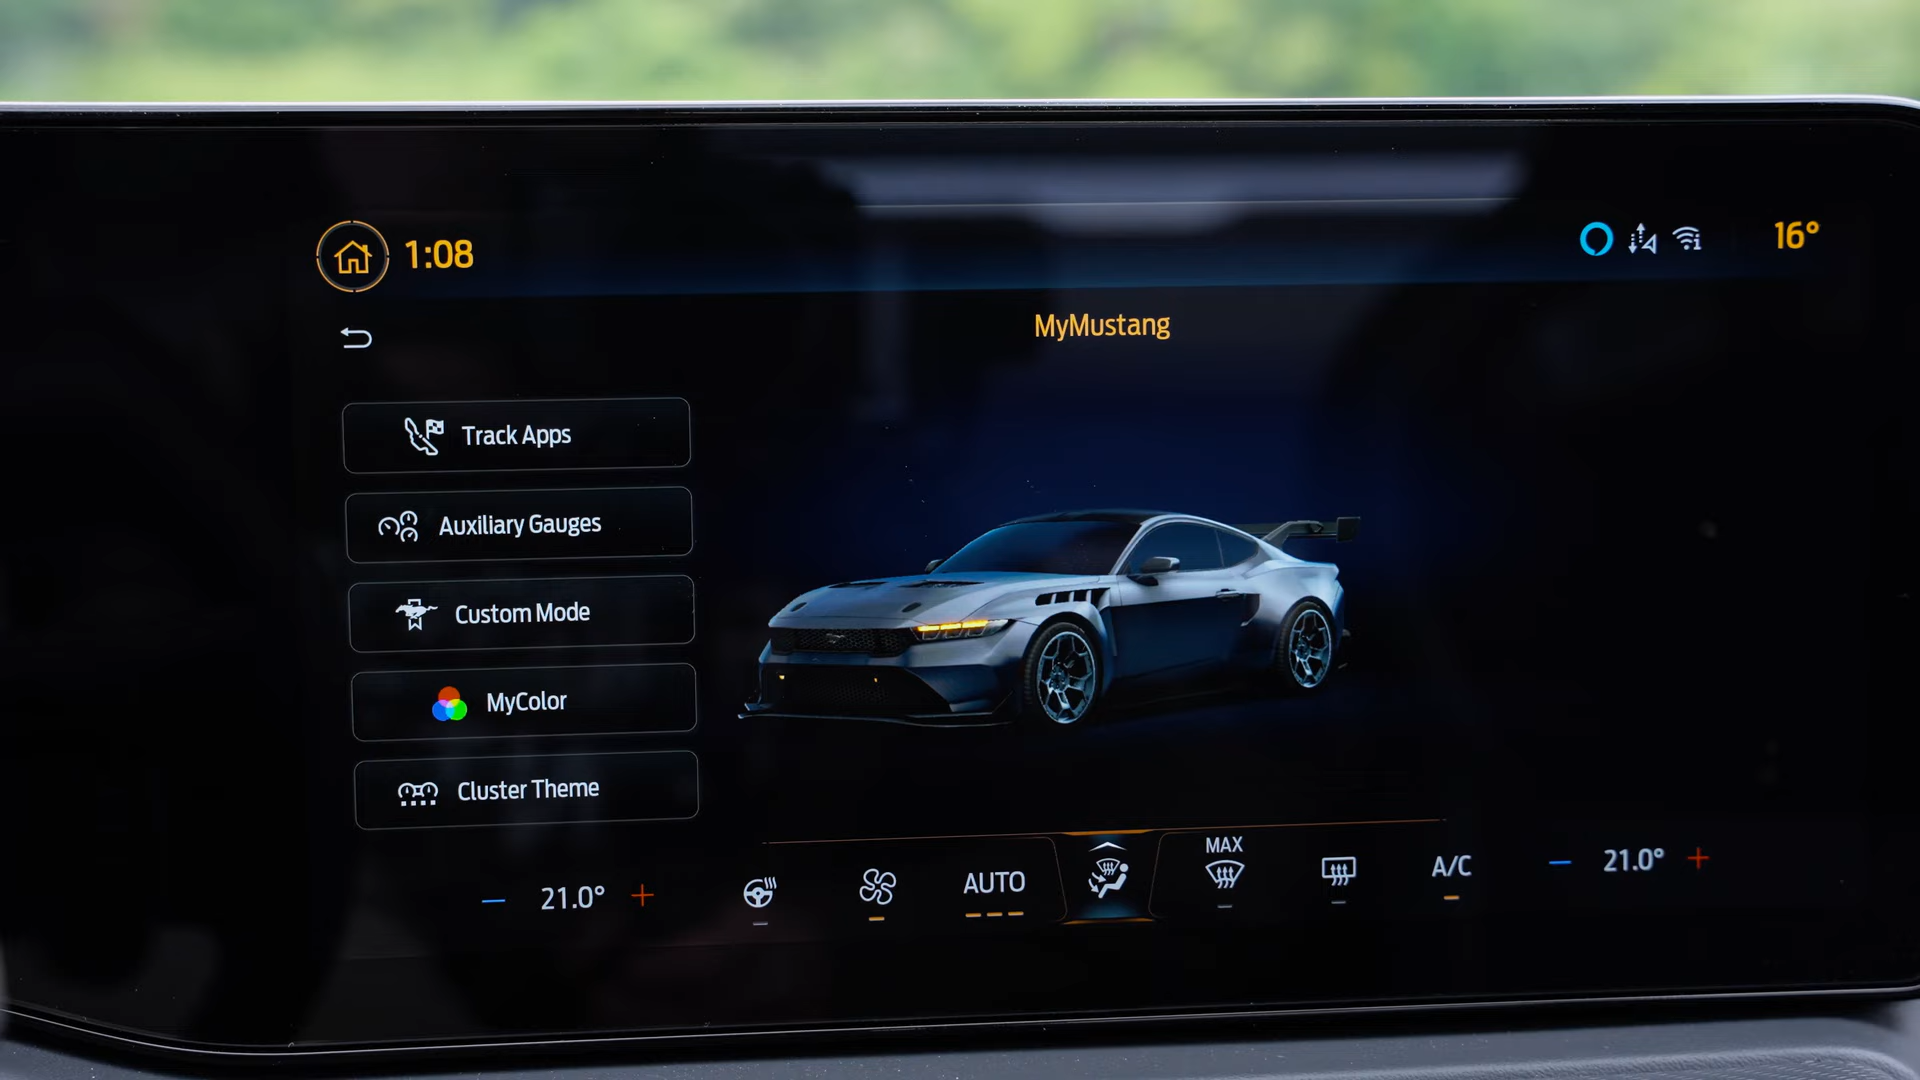 1:08
16°
MyMustang
Track Apps
Auxiliary Gauges
Custom Mode
MyColor
Cluster Theme
21.0°
AUTO
MAX
A/C
21.0°